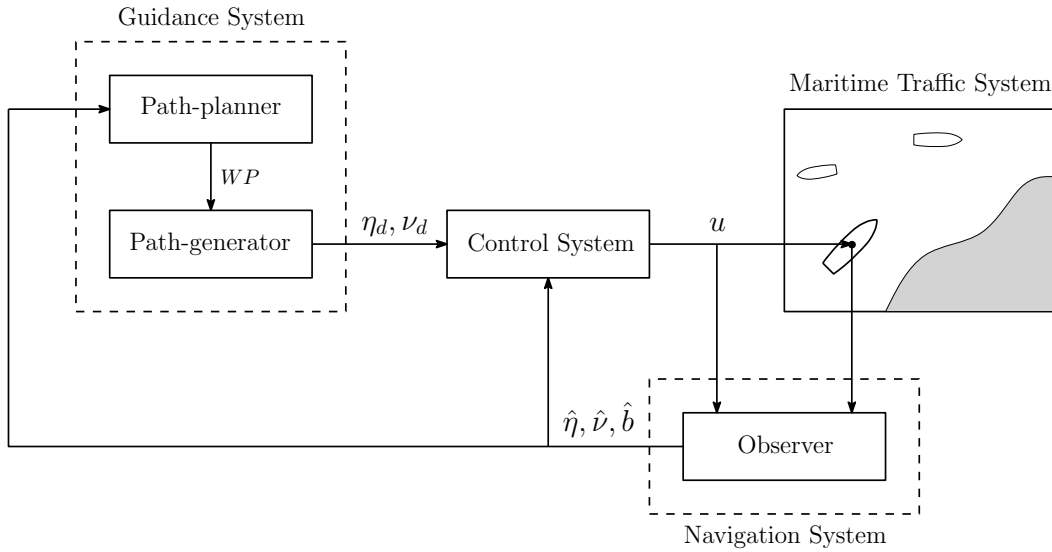 Guidance System
Path-planner
WP
Path-generator
η_d, ν_d
Control System
u
Maritime Traffic System
η̂, ν̂, b̂
Observer
Navigation System